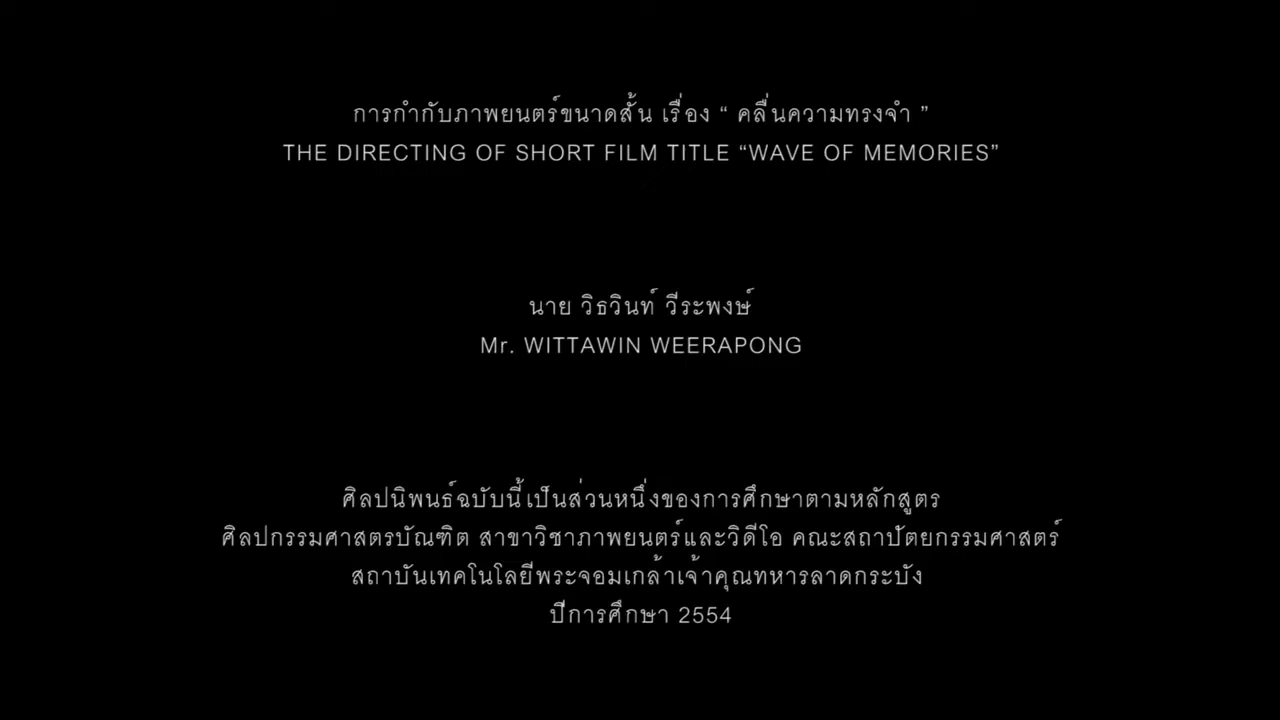 การกำกับภาพยนตร์ขนาดสั้น เรื่อง “ คลื่นความทรงจำ ”
THE DIRECTING OF SHORT FILM TITLE “WAVE OF MEMORIES”
นาย วิธวินท์ วีระพงษ์
Mr. WITTAWIN WEERAPONG
ศิลปนิพนธ์ฉบับนี้เป็นส่วนหนึ่งของการศึกษาตามหลักสูตร
ศิลปกรรมศาสตรบัณฑิต สาขาวิชาภาพยนตร์และวิดีโอ คณะสถาปัตยกรรมศาสตร์
สถาบันเทคโนโลยีพระจอมเกล้าเจ้าคุณทหารลาดกระบัง
ปีการศึกษา 2554